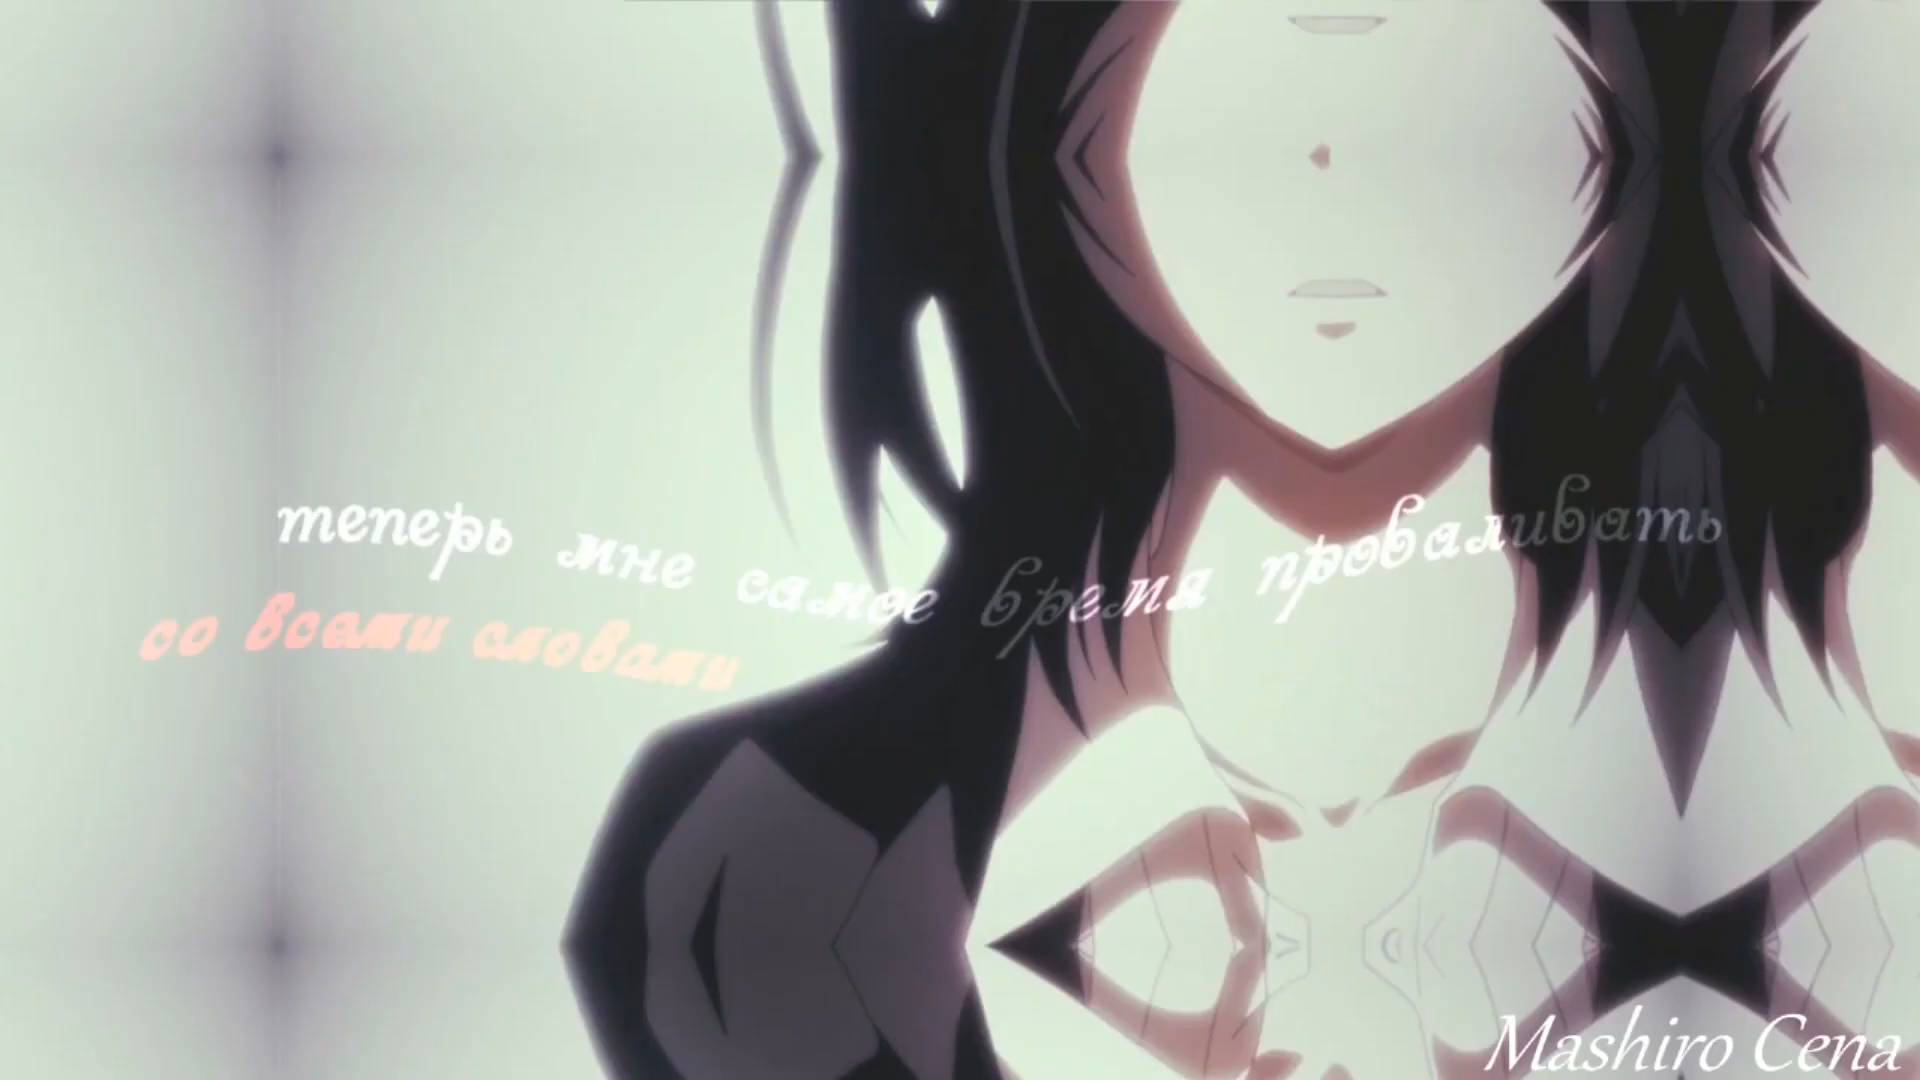 теперь мне самое время проваливать
со всеми словами
Mashiro Cena